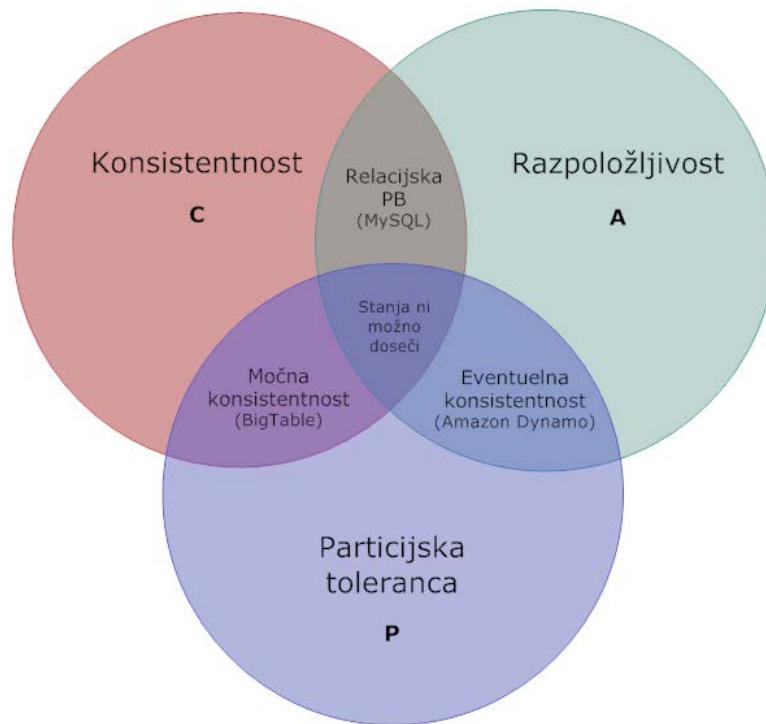 Konsistentnost
C
Razpoložljivost
A
Relacijska
PB
(MySQL)
Stanja ni
možno
doseči
Močna
konsistentnost
(BigTable)
Eventuelna
konsistentnost
(Amazon Dynamo)
Particijska
toleranca
P